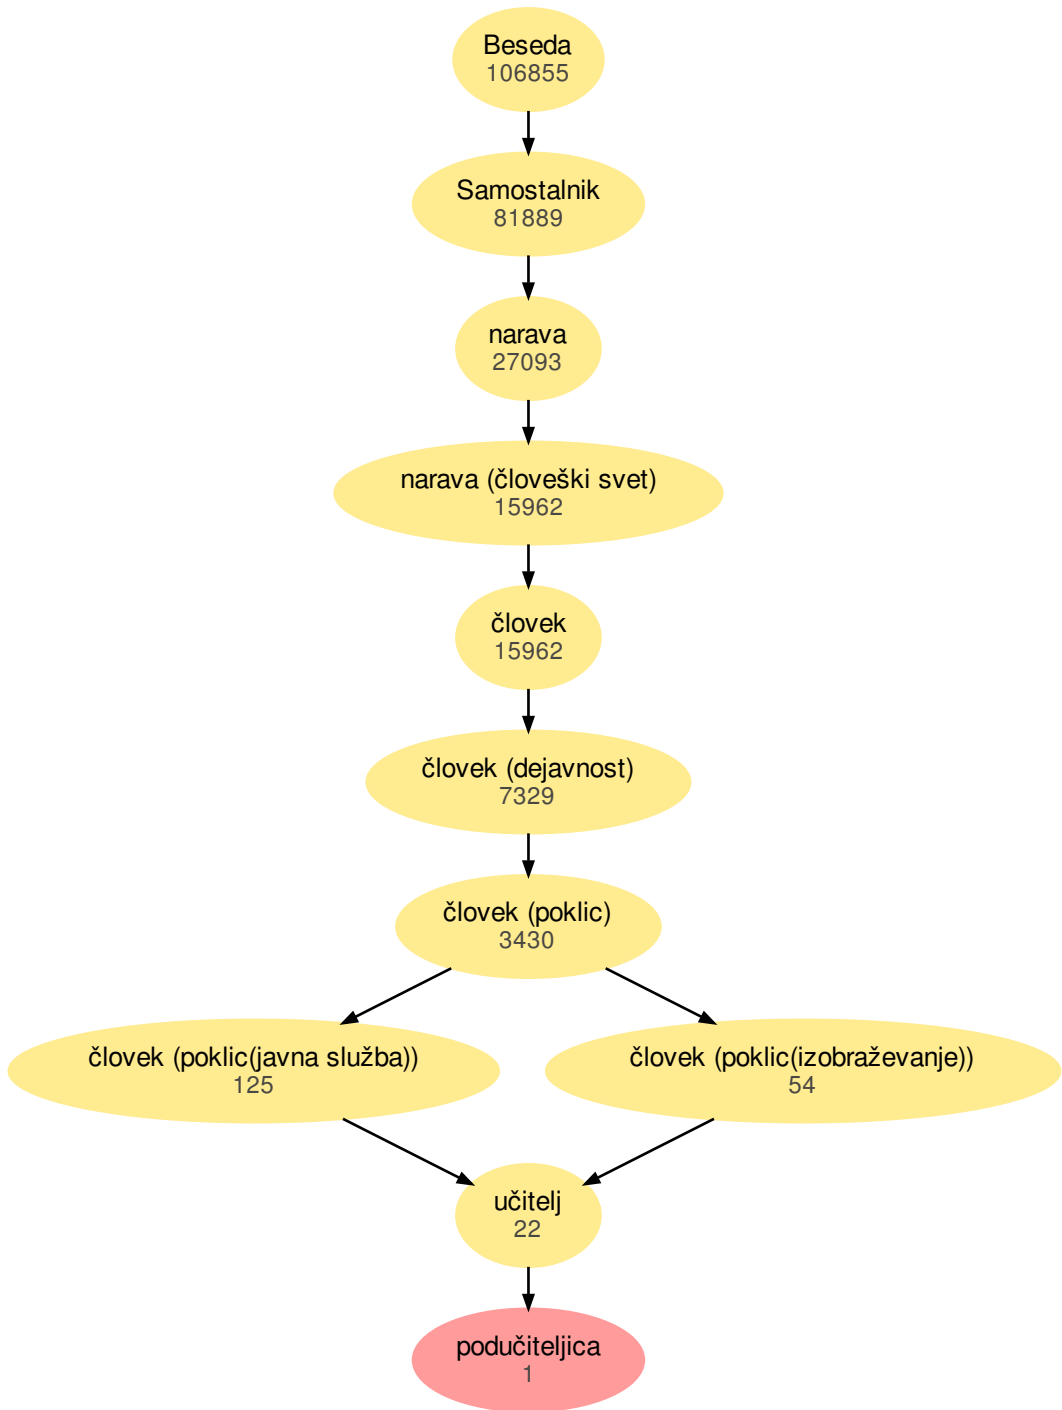 Beseda
106855
Samostalnik
81889
narava
27093
narava (človeški svet)
15962
človek
15962
človek (dejavnost)
7329
človek (poklic)
3430
človek (poklic(javna služba))
125
človek (poklic(izobraževanje))
54
učitelj
22
podučiteljica
1